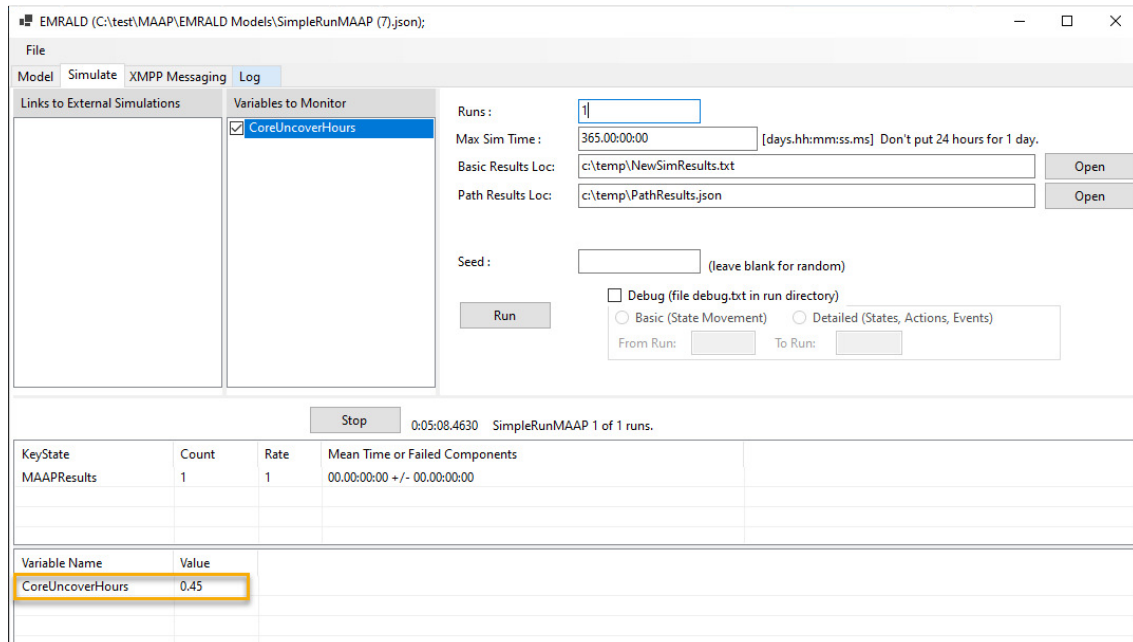 EMRALD (C:\test\MAAP\EMRALD Models\SimpleRunMAAP (7).json);
File
Model Simulate XMPP Messaging Log
Links to External Simulations
Variables to Monitor
CoreUncoverHours
Runs :
1
Max Sim Time :
365.00:00:00
[days.hh:mm:ss.ms] Don't put 24 hours for 1 day.
Basic Results Loc:
c:\temp\NewSimResults.txt
Open
Path Results Loc:
c:\temp\PathResults.json
Open
Seed :
(leave blank for random)
Debug (file debug.txt in run directory)
Run
Basic (State Movement)
Detailed (States, Actions, Events)
From Run:
To Run:
Stop
0:05:08.4630 SimpleRunMAAP 1 of 1 runs.
KeyState Count Rate Mean Time or Failed Components
MAAPResults 1 1 00.00:00:00 +/- 00.00:00:00
Variable Name Value
CoreUncoverHours 0.45